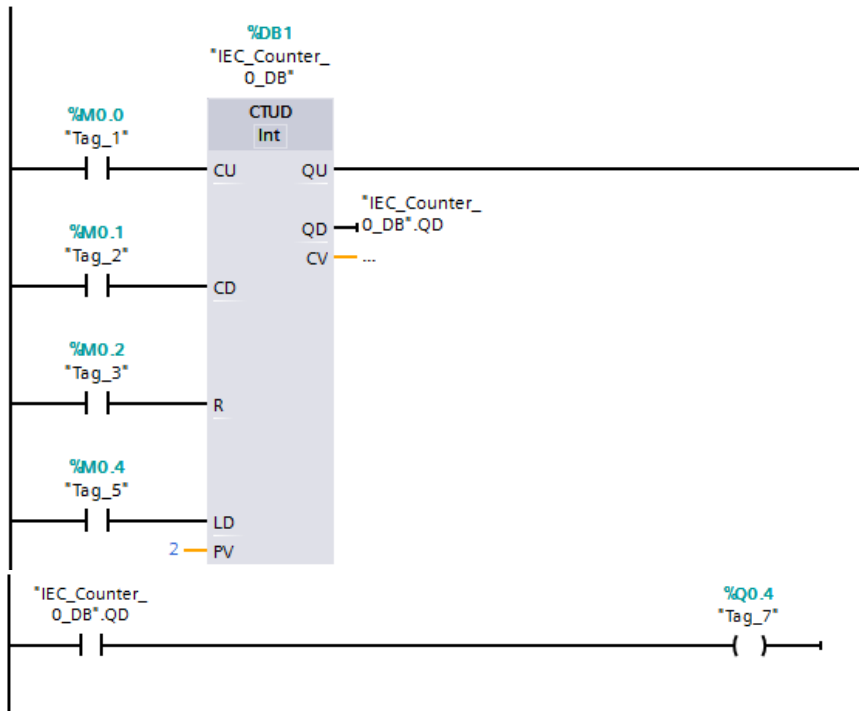 %DB1
"IEC_Counter_
0_DB"
CTUD
Int
%M0.0
"Tag_1"
CU
QU
"IEC_Counter_
0_DB".QD
QD
CV
...
%M0.1
"Tag_2"
CD
%M0.2
"Tag_3"
R
%M0.4
"Tag_5"
LD
2
PV
"IEC_Counter_
0_DB".QD
%Q0.4
"Tag_7"